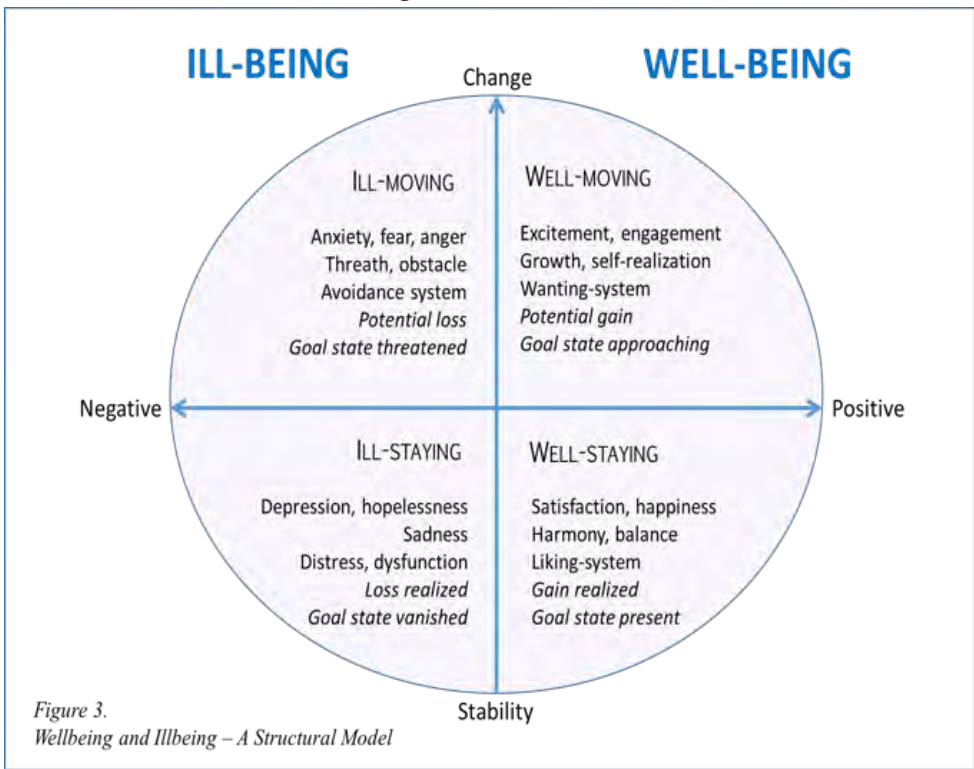 ILL-BEING
WELL-BEING
Change
ILL-MOVING
Anxiety, fear, anger
Threath, obstacle
Avoidance system
Potential loss
Goal state threatened
WELL-MOVING
Excitement, engagement
Growth, self-realization
Wanting-system
Potential gain
Goal state approaching
Negative
Positive
ILL-STAYING
Depression, hopelessness
Sadness
Distress, dysfunction
Loss realized
Goal state vanished
WELL-STAYING
Satisfaction, happiness
Harmony, balance
Liking-system
Gain realized
Goal state present
Stability
Figure 3.
Wellbeing and Illbeing – A Structural Model